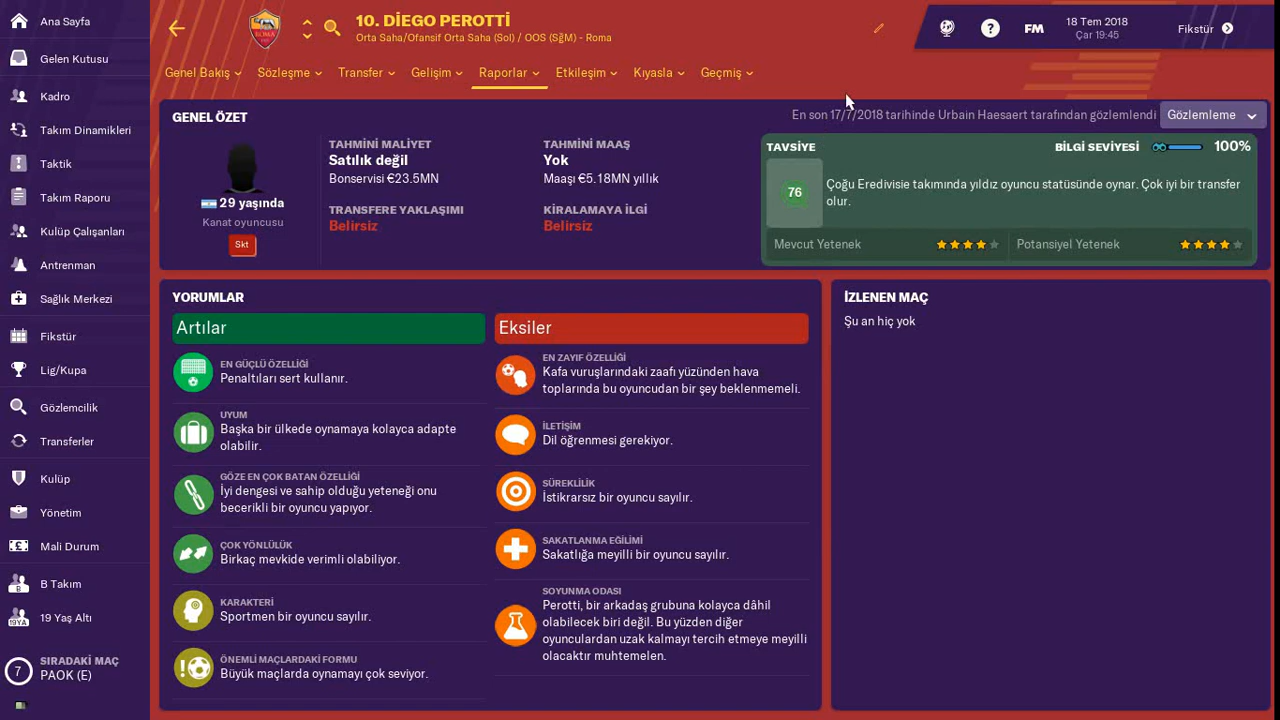 Ana Sayfa
Gelen Kutusu
Kadro
Takım Dinamikleri
Taktik
Takım Raporu
Kulüp Çalışanları
Antrenman
Sağlık Merkezi
Fikstür
Lig/Kupa
Gözlemcilik
Transferler
Kulüp
Yönetim
Mali Durum
B
B Takım
19YA
19 Yaş Altı
7
SIRADAKİ MAÇ
PAOK (E)
ROMA
10. DİEGO PEROTTİ
Orta Saha/Ofansif Orta Saha (Sol) / OOS (SğM) - Roma
?
FM
18 Tem 2018
Çar 19:45
Fikstür
Genel Bakış
Sözleşme
Transfer
Gelişim
Raporlar
Etkileşim
Kıyasla
Geçmiş
GENEL ÖZET
En son 17/7/2018 tarihinde Urbain Haesaert tarafından gözlemlendi
Gözlemleme
29 yaşında
Kanat oyuncusu
Skt
TAHMİNİ MALİYET
Satılık değil
Bonservisi €23.5MN
TRANSFERE YAKLAŞIMI
Belirsiz
TAHMİNİ MAAŞ
Yok
Maaşı €5.18MN yıllık
KİRALAMAYA İLGİ
Belirsiz
TAVSİYE
BİLGİ SEVİYESİ
100%
76
Çoğu Eredivisie takımında yıldız oyuncu statüsünde oynar. Çok iyi bir transfer
olur.
Mevcut Yetenek
Potansiyel Yetenek
YORUMLAR
Artılar
EN GÜÇLÜ ÖZELLİĞİ
Penaltıları sert kullanır.
UYUM
Başka bir ülkede oynamaya kolayca adapte
olabilir.
GÖZE EN ÇOK BATAN ÖZELLİĞİ
İyi dengesi ve sahip olduğu yeteneği onu
becerikli bir oyuncu yapıyor.
ÇOK YÖNLÜLÜK
Birkaç mevkide verimli olabiliyor.
KARAKTERİ
Sportmen bir oyuncu sayılır.
ÖNEMLİ MAÇLARDAKİ FORMU
Büyük maçlarda oynamayı çok seviyor.
Eksiler
EN ZAYIF ÖZELLİĞİ
Kafa vuruşlarındaki zaafı yüzünden hava
toplarında bu oyuncudan bir şey beklenmemeli.
İLETİŞİM
Dil öğrenmesi gerekiyor.
SÜREKLİLİK
İstikrarsız bir oyuncu sayılır.
SAKATLANMA EĞİLİMİ
Sakatlığa meyilli bir oyuncu sayılır.
SOYUNMA ODASI
Perotti, bir arkadaş grubuna kolayca dâhil
olabilecek biri değil. Bu yüzden diğer
oyunculardan uzak kalmayı tercih etmeye meyilli
olacaktır muhtemelen.
İZLENEN MAÇ
Şu an hiç yok